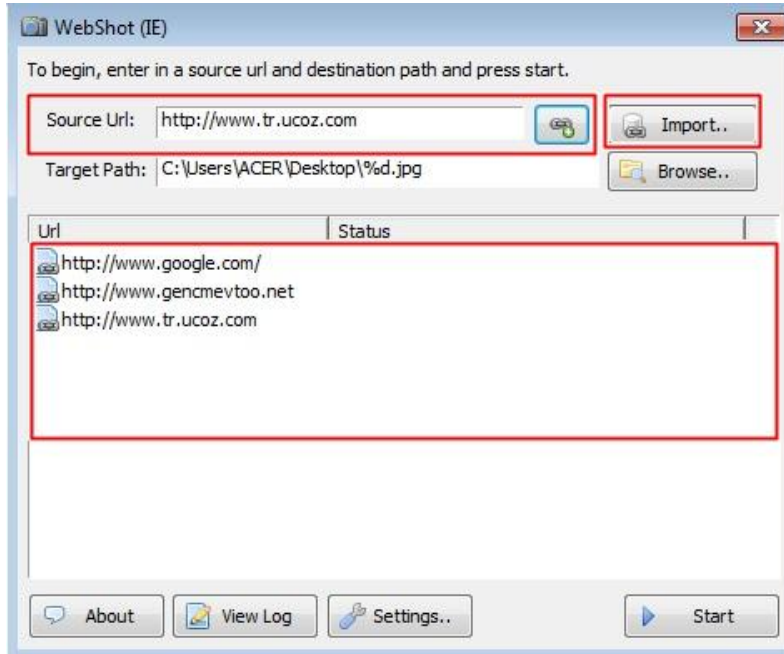 WebShot (IE)
To begin, enter in a source url and destination path and press start.
Source Url: http://www.tr.ucoz.com Import..
Target Path: C:\Users\ACER\Desktop\%d.jpg Browse..
Url Status
http://www.google.com/
http://www.gencmevtoo.net
http://www.tr.ucoz.com
About View Log Settings.. Start